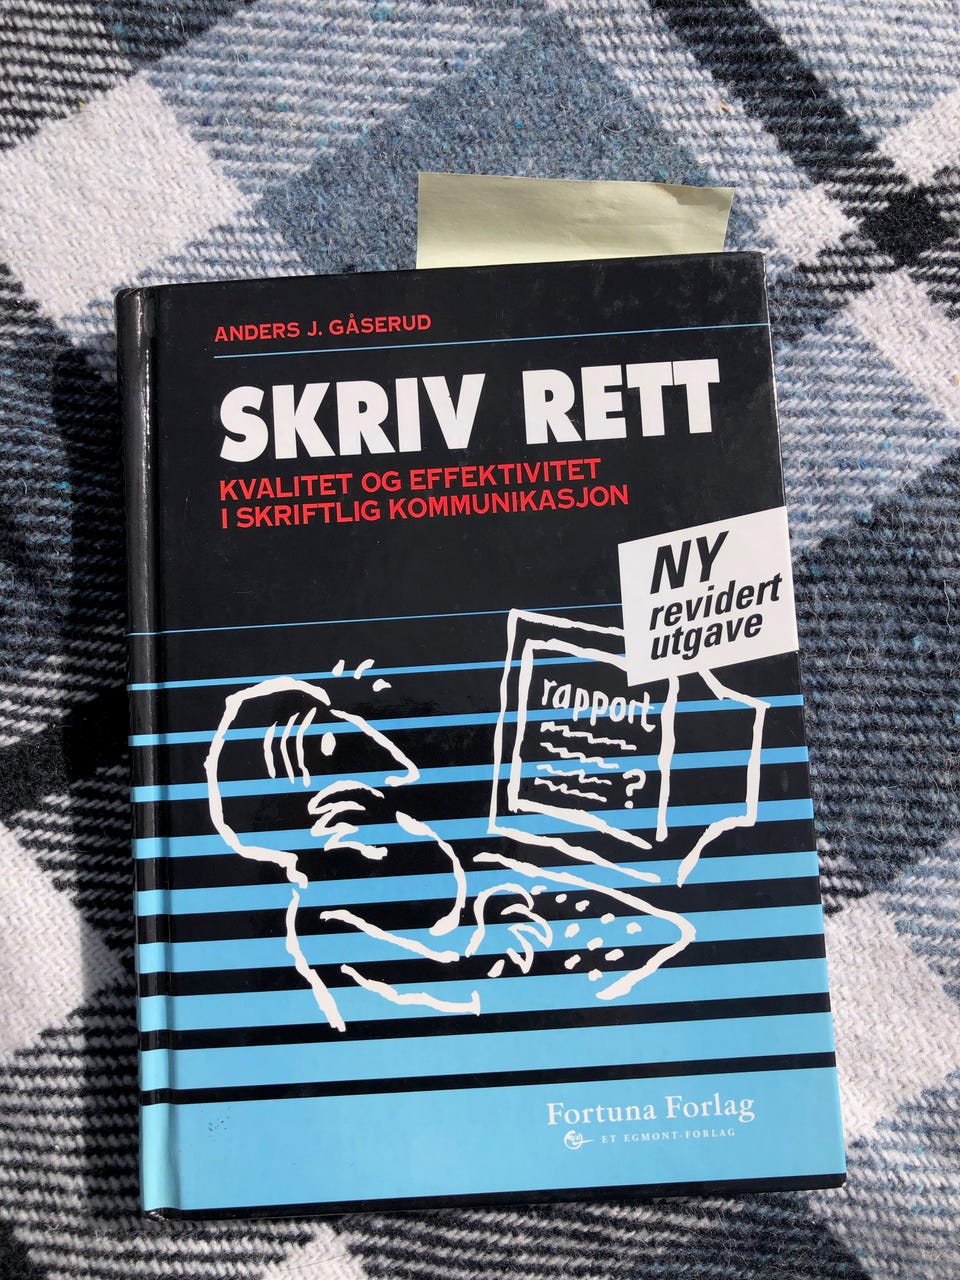 ANDERS J. GÅSERUD
SKRIV RETT
KVALITET OG EFFEKTIVITET
I SKRIFTLIG KOMMUNIKASJON
NY
revidert
utgave
rapport
?
Fortuna Forlag
ET EGMONT-FORLAG